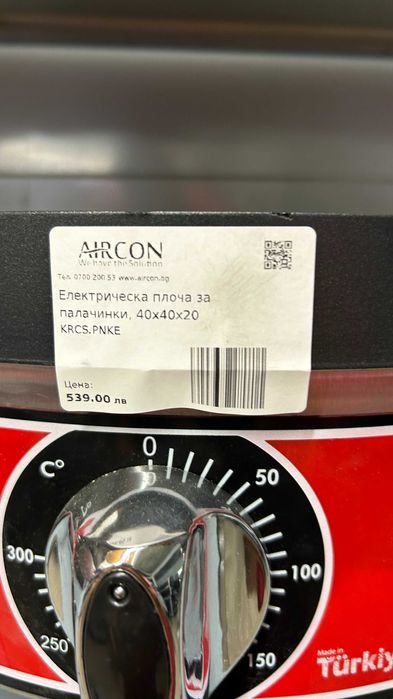 AIRCON
We have the Solution
Тел. 0700 200 53 www.aircon.bg
Електрическа плоча за
палачинки, 40x40x20
KRCS.PNKE
Цена:
539.00 лв
0
C°
50
300
100
250
150
Made in
Türkiy